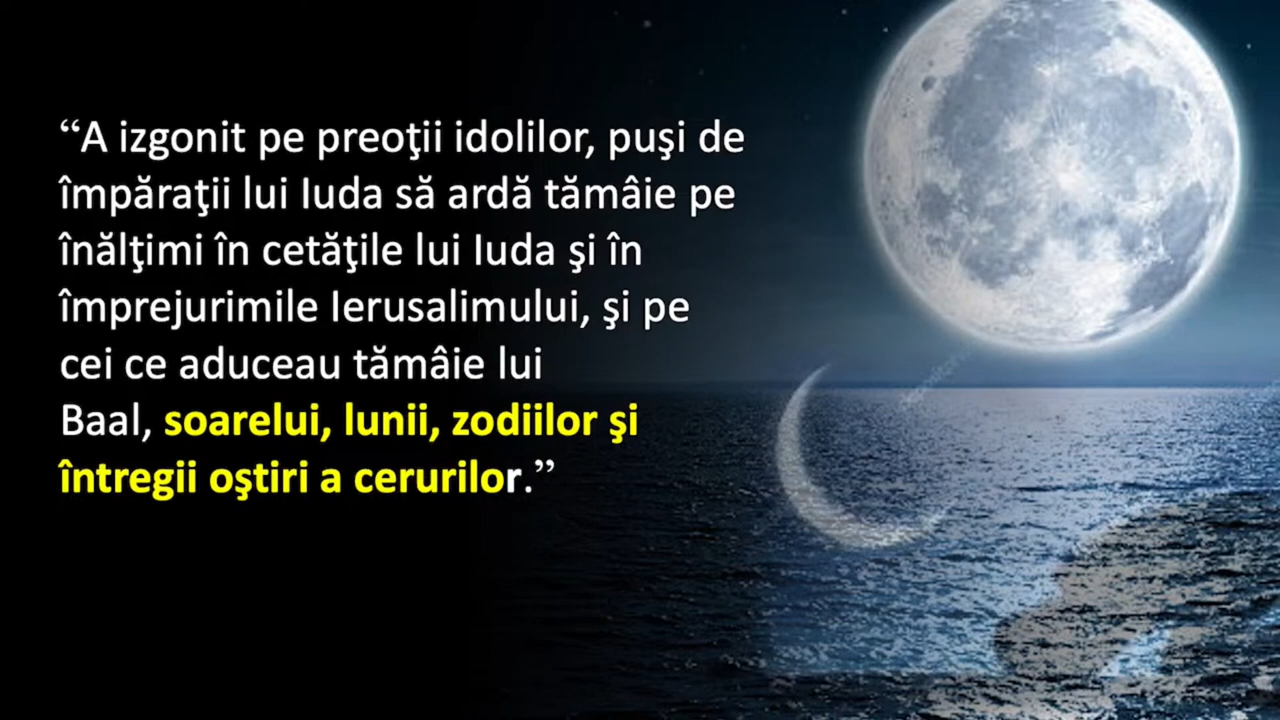 “A izgonit pe preoţii idolilor, puşi de
împăraţii lui Iuda să ardă tămâie pe
înălţimi în cetăţile lui Iuda şi în
împrejurimile Ierusalimului, şi pe
cei ce aduceau tămâie lui
Baal, soarelui, lunii, zodiilor şi
întregii oştiri a cerurilor.”